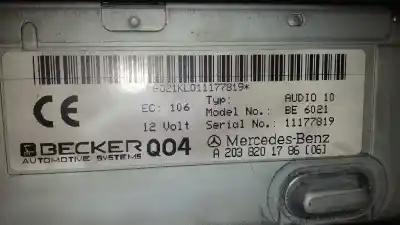 6021KL011177819*
CE
EC: 106
Typ: AUDIO 10
Model No.: BE 6021
12 Volt
Serial No.: 11177819
BECKER
AUTOMOTIVE SYSTEMS
Q04
Mercedes-Benz
A 203 820 17 86 [06]